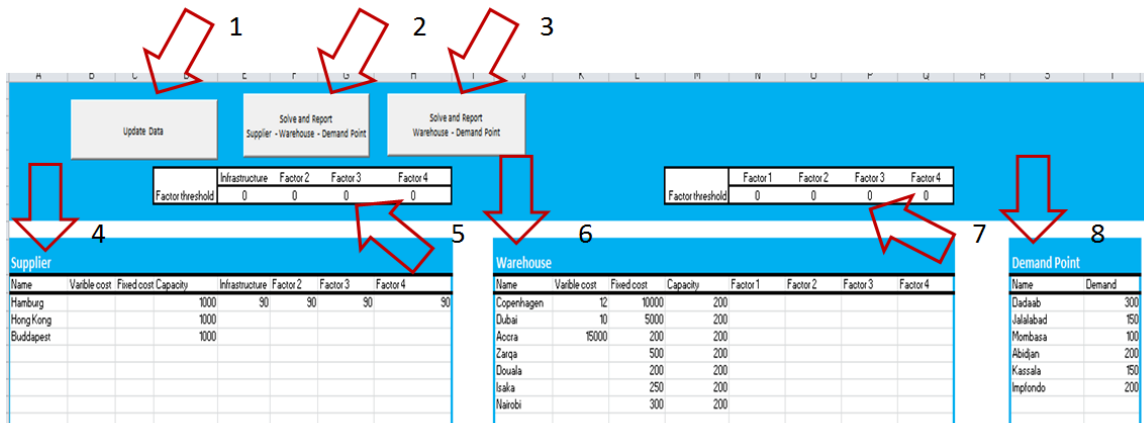 1 2 3
A B C D E F G H I J K L M N O P Q R S T
Update Data
Solve and Report
Supplier - Warehouse - Demand Point
Solve and Report
Warehouse - Demand Point
Infrastructure Factor 2 Factor 3 Factor 4
Factor threshold 0 0 0 0
Factor 1 Factor 2 Factor 3 Factor 4
Factor threshold 0 0 0 0
4 5 6 7 8
Supplier
Name Varible cost Fixed cost Capacity Infrastructure Factor 2 Factor 3 Factor 4
Hamburg 1000 90 90 90 90
Hong Kong 1000
Buddapest 1000
Warehouse
Name Varible cost Fixed cost Capacity Factor 1 Factor 2 Factor 3 Factor 4
Copenhagen 12 10000 200
Dubai 10 5000 200
Accra 15000 200 200
Zarqa 500 200
Douala 200 200
Isaka 250 200
Nairobi 300 200
Demand Point
Name Demand
Dadaab 300
Jalalabad 150
Mombasa 100
Abidjan 200
Kassala 150
Impfondo 200